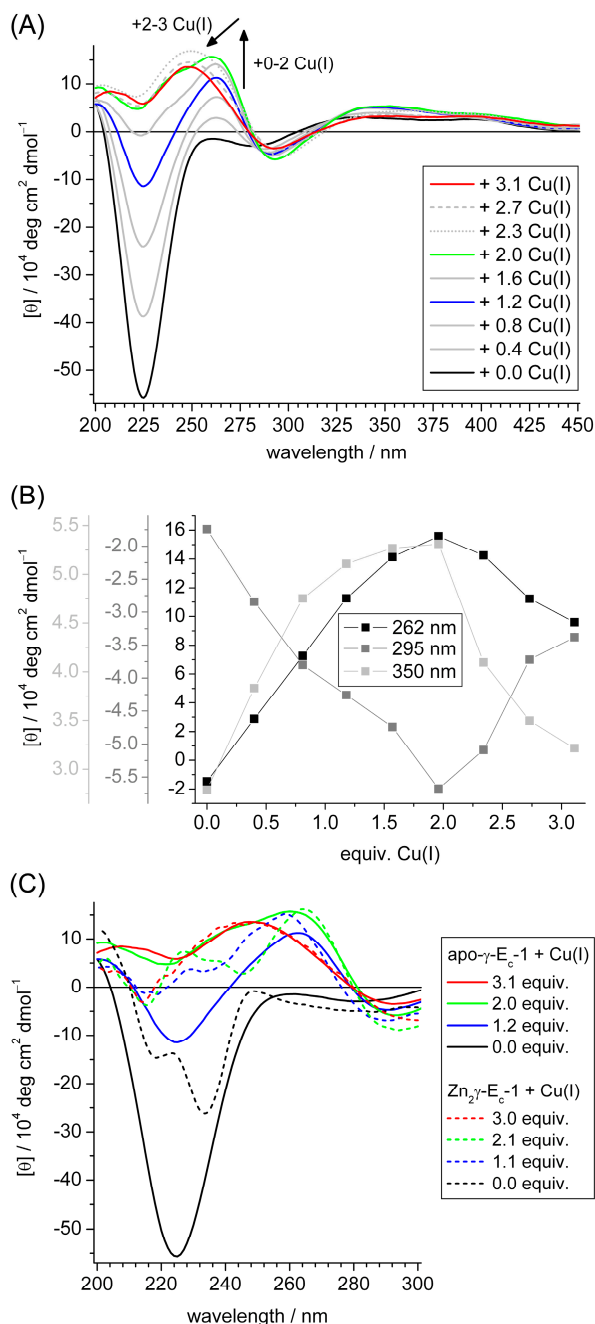 (A)
+2-3 Cu(I)
+0-2 Cu(I)
10
0
-10
-20
-30
-40
-50
[θ] / 10⁴ deg cm² dmol⁻¹
+ 3.1 Cu(I)
+ 2.7 Cu(I)
+ 2.3 Cu(I)
+ 2.0 Cu(I)
+ 1.6 Cu(I)
+ 1.2 Cu(I)
+ 0.8 Cu(I)
+ 0.4 Cu(I)
+ 0.0 Cu(I)
200 225 250 275 300 325 350 375 400 425 450
wavelength / nm
(B)
[θ] / 10⁴ deg cm² dmol⁻¹
5.5
5.0
4.5
4.0
3.5
3.0
-2.0
-2.5
-3.0
-3.5
-4.0
-4.5
-5.0
-5.5
16
14
12
10
8
6
4
2
0
-2
262 nm
295 nm
350 nm
0.0 0.5 1.0 1.5 2.0 2.5 3.0
equiv. Cu(I)
(C)
[θ] / 10⁴ deg cm² dmol⁻¹
10
0
-10
-20
-30
-40
-50
200 220 240 260 280 300
wavelength / nm
apo-γ-E꜀-1 + Cu(I)
3.1 equiv.
2.0 equiv.
1.2 equiv.
0.0 equiv.
Zn₂γ-E꜀-1 + Cu(I)
3.0 equiv.
2.1 equiv.
1.1 equiv.
0.0 equiv.